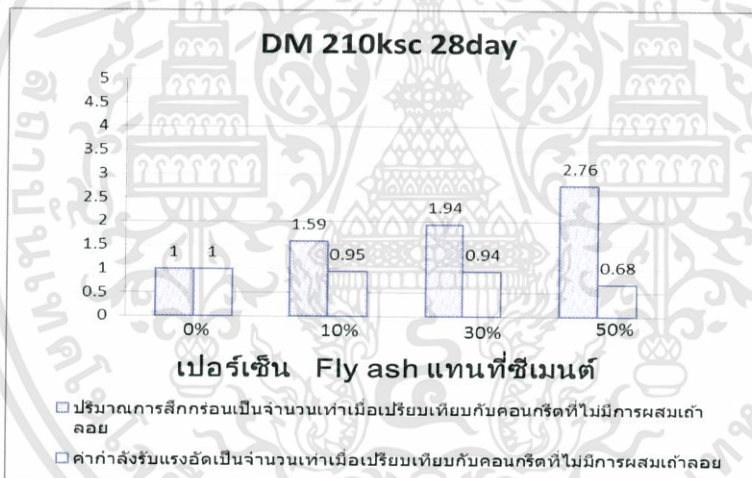 DM 210ksc 28day
5
4.5
4
3.5
3
2.5
2
1.5
1
0.5
0
1 1
1.59 0.95
1.94 0.94
2.76 0.68
0% 10% 30% 50%
เปอร์เซ็น Fly ash แทนที่ซีเมนต์
ปริมาณการสึกกร่อนเป็นจำนวนเท่าเมื่อเปรียบเทียบกับคอนกรีตที่ไม่มีการผสมเถ้า
ลอย
ค่ากำลังรับแรงอัดเป็นจำนวนเท่าเมื่อเปรียบเทียบกับคอนกรีตที่ไม่มีการผสมเถ้าลอย